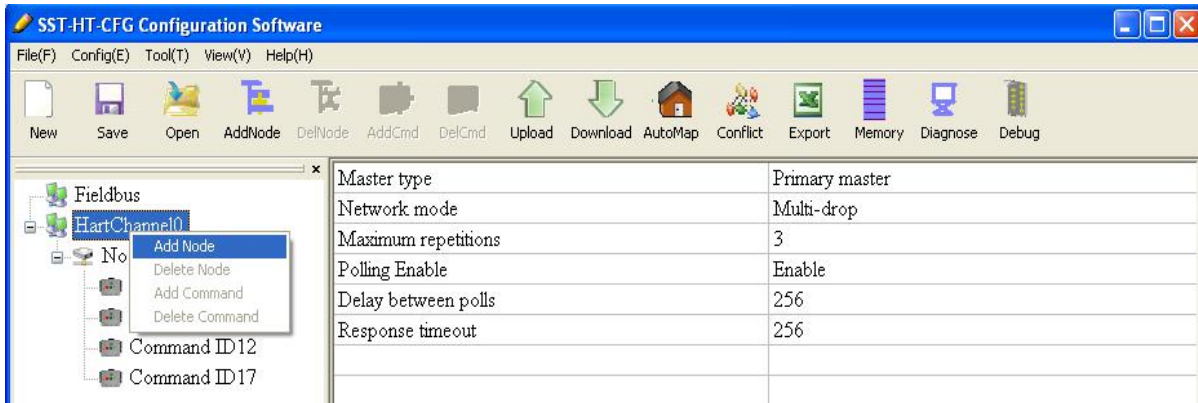 SST-HT-CFG Configuration Software
File(F) Config(E) Tool(T) View(V) Help(H)
New Save Open AddNode DelNode AddCmd DelCmd Upload Download AutoMap Conflict Export Memory Diagnose Debug
Fieldbus
HartChannel0
No
Add Node
Delete Node
Add Command
Delete Command
Command ID12
Command ID17
Master type Primary master
Network mode Multi-drop
Maximum repetitions 3
Polling Enable Enable
Delay between polls 256
Response timeout 256